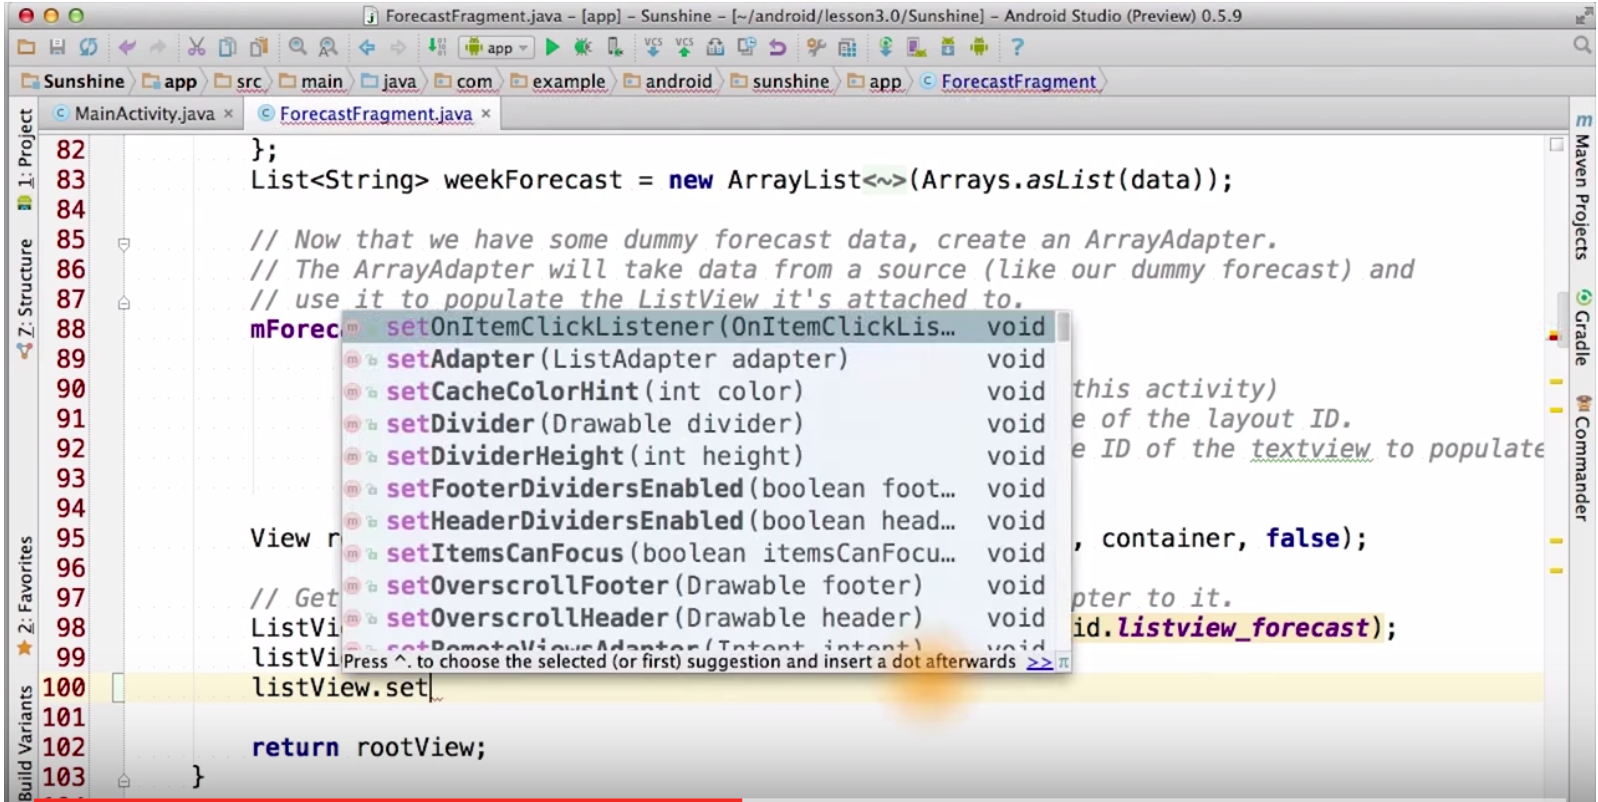 ForecastFragment.java - [app] - Sunshine - [~/android/lesson3.0/Sunshine] - Android Studio (Preview) 0.5.9
app VCS VCS ?
Sunshine app src main java com example android sunshine app ForecastFragment
MainActivity.java × ForecastFragment.java ×
1: Project
Z: Structure
2: Favorites
Build Variants
82 };
83 List<String> weekForecast = new ArrayList<~>(Arrays.asList(data));
84
85 // Now that we have some dummy forecast data, create an ArrayAdapter.
86 // The ArrayAdapter will take data from a source (like our dummy forecast) and
87 // use it to populate the ListView it's attached to.
88 mForec
89
90 this activity)
91 e of the layout ID.
92 e ID of the textview to populate
93
94
95 View r , container, false);
96
97 // Get pter to it.
98 ListVi id.listview_forecast);
99 listVi
100 listView.set
101
102 return rootView;
103 }
setOnItemClickListener(OnItemClickLis… void
setAdapter(ListAdapter adapter) void
setCacheColorHint(int color) void
setDivider(Drawable divider) void
setDividerHeight(int height) void
setFooterDividersEnabled(boolean foot… void
setHeaderDividersEnabled(boolean head… void
setItemsCanFocus(boolean itemsCanFocu… void
setOverscrollFooter(Drawable footer) void
setOverscrollHeader(Drawable header) void
setRemoteViewsAdapter(Intent intent) void
Press ^. to choose the selected (or first) suggestion and insert a dot afterwards >> π
m Maven Projects
Gradle
Commander